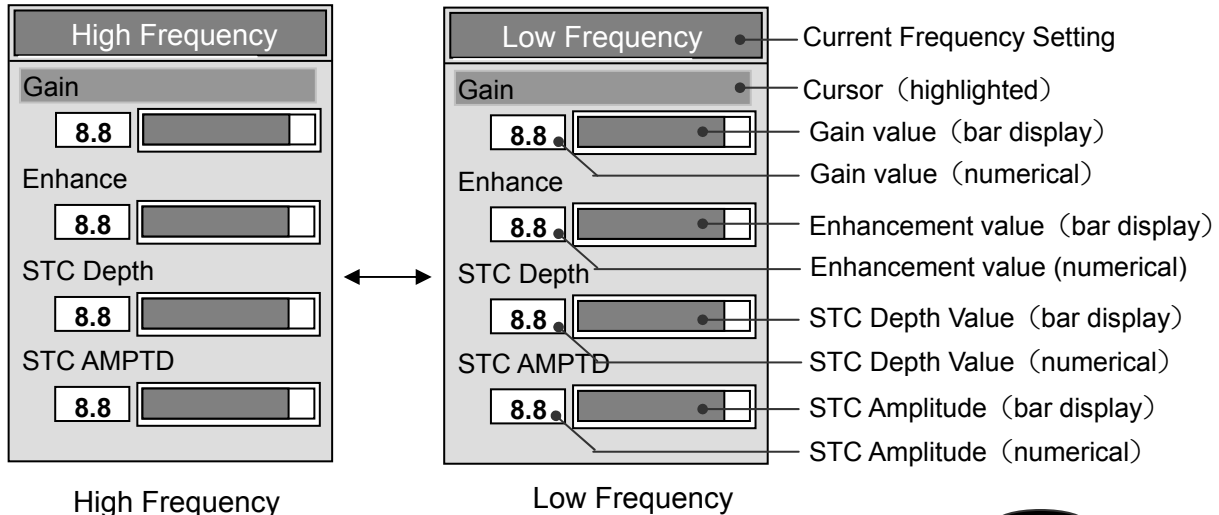 High Frequency
Gain
8.8
Enhance
8.8
STC Depth
8.8
STC AMPTD
8.8
High Frequency
Low Frequency
Gain
8.8
Enhance
8.8
STC Depth
8.8
STC AMPTD
8.8
Low Frequency
Current Frequency Setting
Cursor（highlighted）
Gain value（bar display）
Gain value（numerical）
Enhancement value（bar display）
Enhancement value (numerical)
STC Depth Value（bar display）
STC Depth Value（numerical）
STC Amplitude（bar display）
STC Amplitude（numerical）